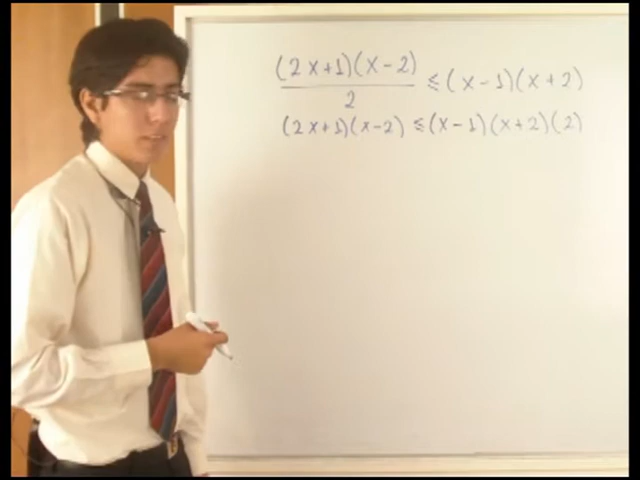 (2x+1)(x-2)/2 ≤ (x-1)(x+2)
(2x+1)(x-2) ≤ (x-1)(x+2)(2)